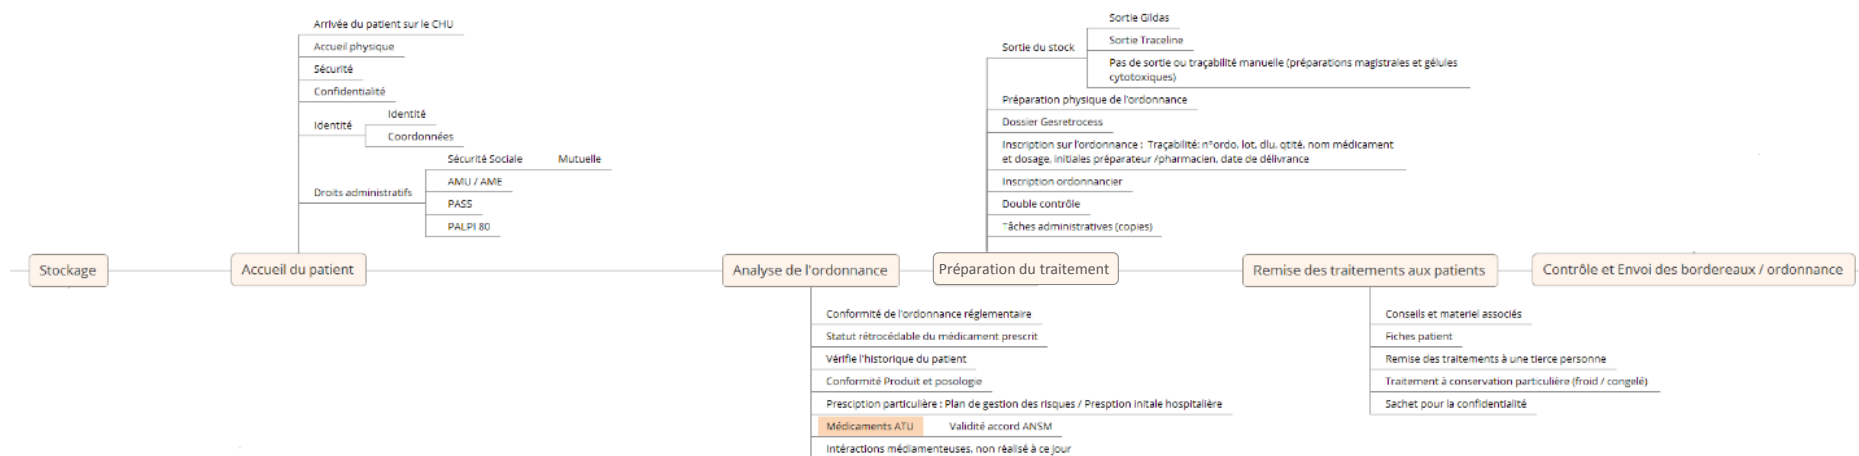 Arrivée du patient sur le CHU
Accueil physique
Sécurité
Confidentialité
Identité
Identité
Coordonnées
Droits administratifs
Sécurité Sociale
Mutuelle
AMU / AME
PASS
PALPI 80
Sortie du stock
Sortie Gildas
Sortie Traceline
Pas de sortie ou traçabilité manuelle (préparations magistrales et gélules
cytotoxiques)
Préparation physique de l'ordonnance
Dossier Gesretrocess
Inscription sur l'ordonnance : Traçabilité: n°ordo, lot, dlu, qtité, nom médicament
et dosage, initiales préparateur /pharmacien, date de délivrance
Inscription ordonnancier
Double contrôle
Tâches administratives (copies)
Stockage
Accueil du patient
Analyse de l'ordonnance
Préparation du traitement
Remise des traitements aux patients
Contrôle et Envoi des bordereaux / ordonnance
Conformité de l'ordonnance réglementaire
Statut rétrocédable du médicament prescrit
Vérifie l'historique du patient
Conformité Produit et posologie
Presciption particulière : Plan de gestion des risques / Presption initale hospitalière
Médicaments ATU
Validité accord ANSM
Intéractions médiamenteuses, non réalisé à ce jour
Conseils et materiel associés
Fiches patient
Remise des traitements à une tierce personne
Traitement à conservation particulière (froid / congelé)
Sachet pour la confidentialité